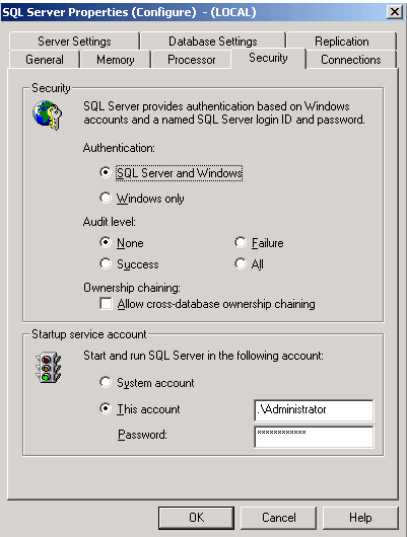 SQL Server Properties (Configure) - (LOCAL)
Server Settings
Database Settings
Replication
General
Memory
Processor
Security
Connections
Security
SQL Server provides authentication based on Windows
accounts and a named SQL Server login ID and password.
Authentication:
SQL Server and Windows
Windows only
Audit level:
None
Failure
Success
All
Ownership chaining:
Allow cross-database ownership chaining
Startup service account
Start and run SQL Server in the following account:
System account
This account
.\Administrator
Password:
************
OK
Cancel
Help